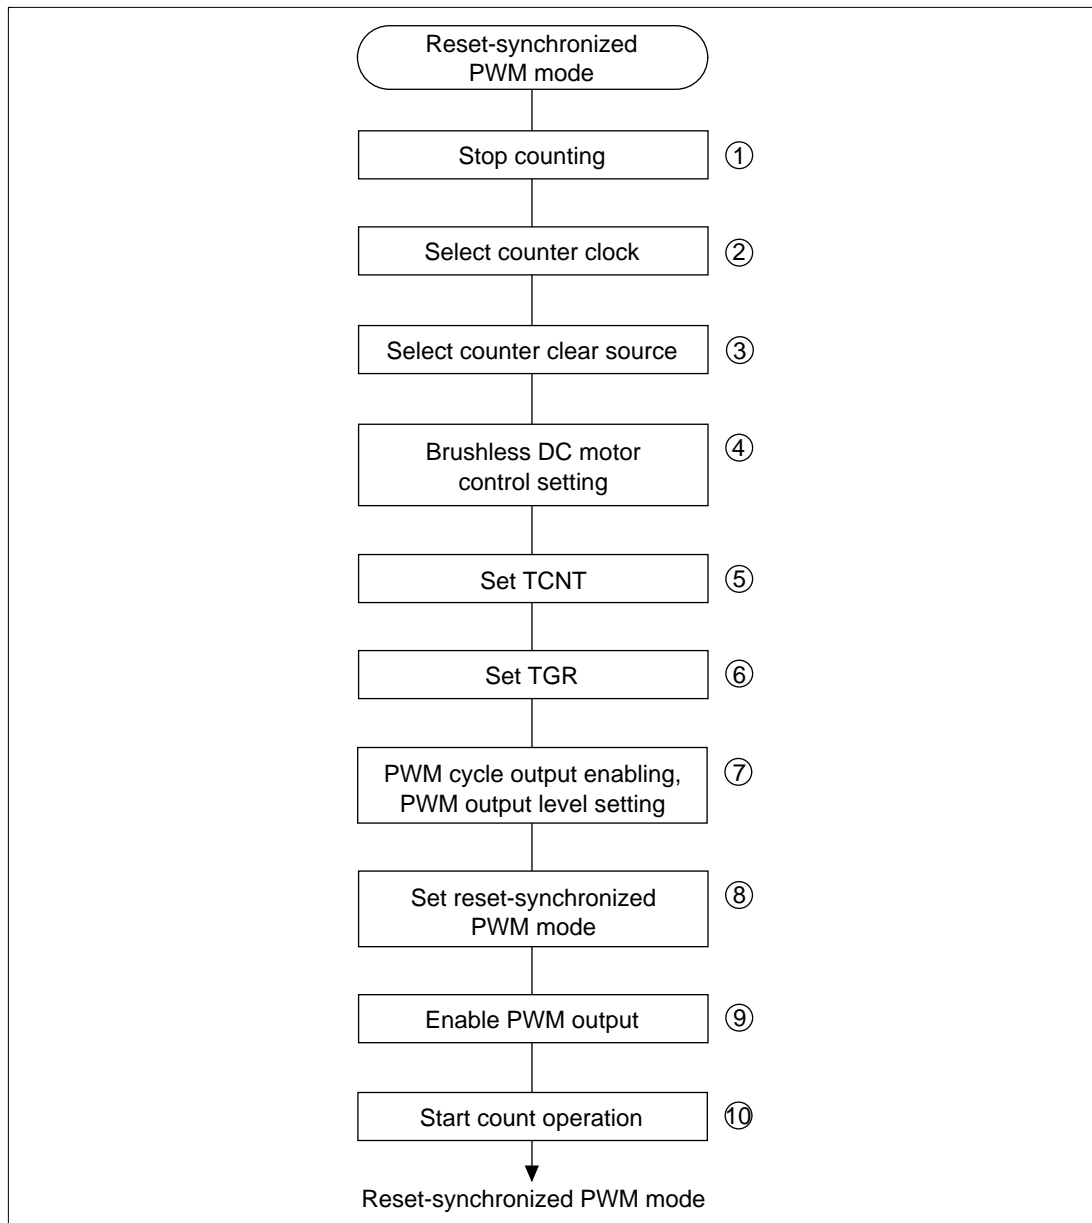 Reset-synchronized
PWM mode
Stop counting ①
Select counter clock ②
Select counter clear source ③
Brushless DC motor ④
control setting
Set TCNT ⑤
Set TGR ⑥
PWM cycle output enabling, ⑦
PWM output level setting
Set reset-synchronized ⑧
PWM mode
Enable PWM output ⑨
Start count operation ⑩
Reset-synchronized PWM mode